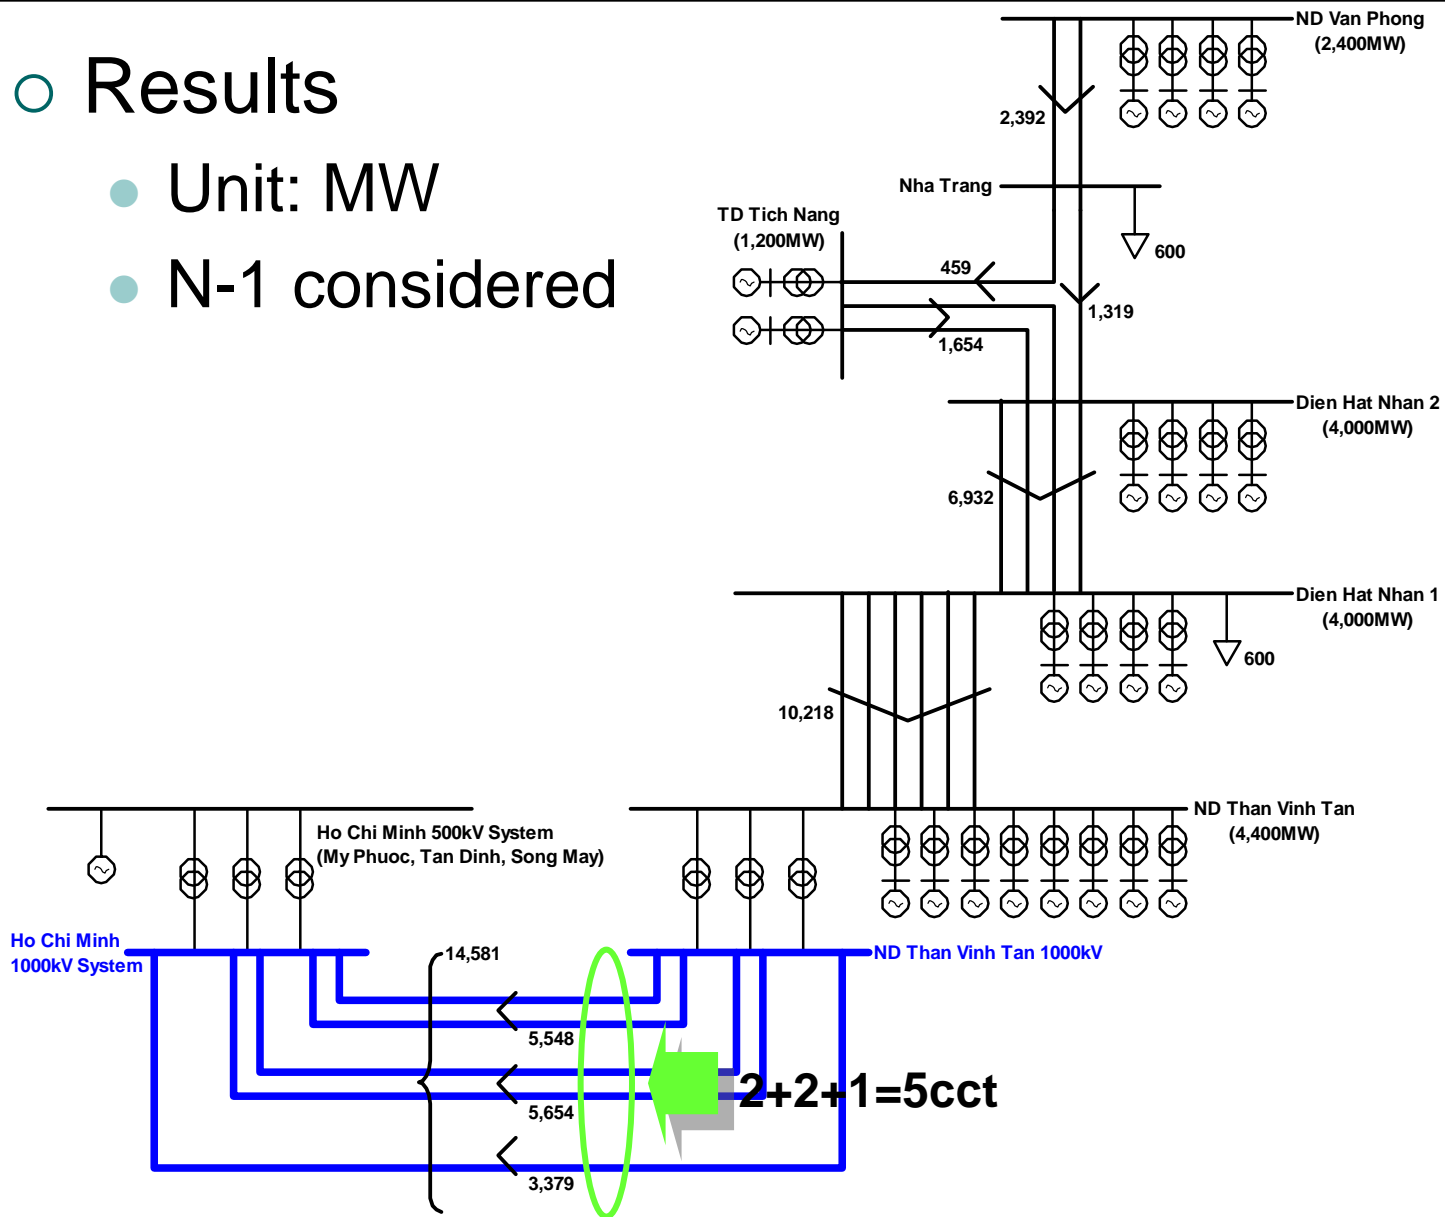 Results
Unit: MW
N-1 considered
ND Van Phong
(2,400MW)
2,392
Nha Trang
600
TD Tich Nang
(1,200MW)
459
1,319
1,654
Dien Hat Nhan 2
(4,000MW)
6,932
Dien Hat Nhan 1
(4,000MW)
600
10,218
ND Than Vinh Tan
(4,400MW)
Ho Chi Minh 500kV System
(My Phuoc, Tan Dinh, Song May)
Ho Chi Minh
1000kV System
14,581
ND Than Vinh Tan 1000kV
5,548
5,654
2+2+1=5cct
3,379